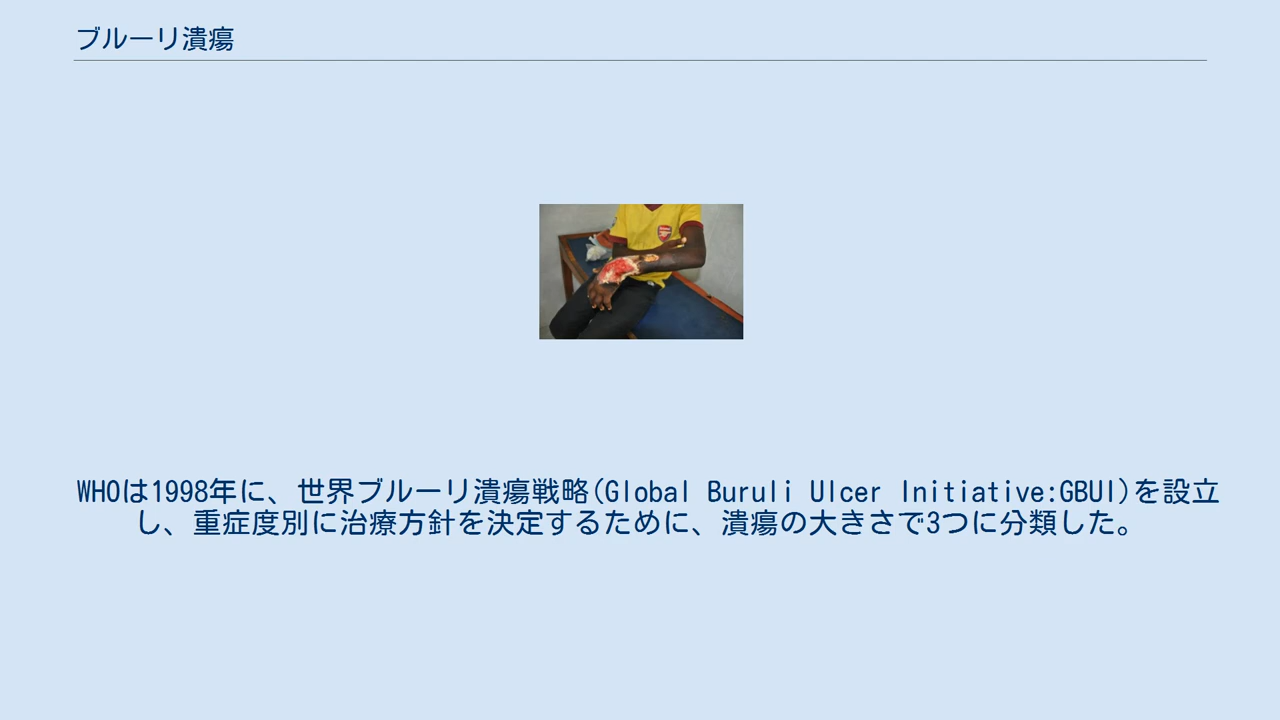 ブルーリ潰瘍
WHOは1998年に、世界ブルーリ潰瘍戦略(Global Buruli Ulcer Initiative:GBUI)を設立
し、重症度別に治療方針を決定するために、潰瘍の大きさで3つに分類した。